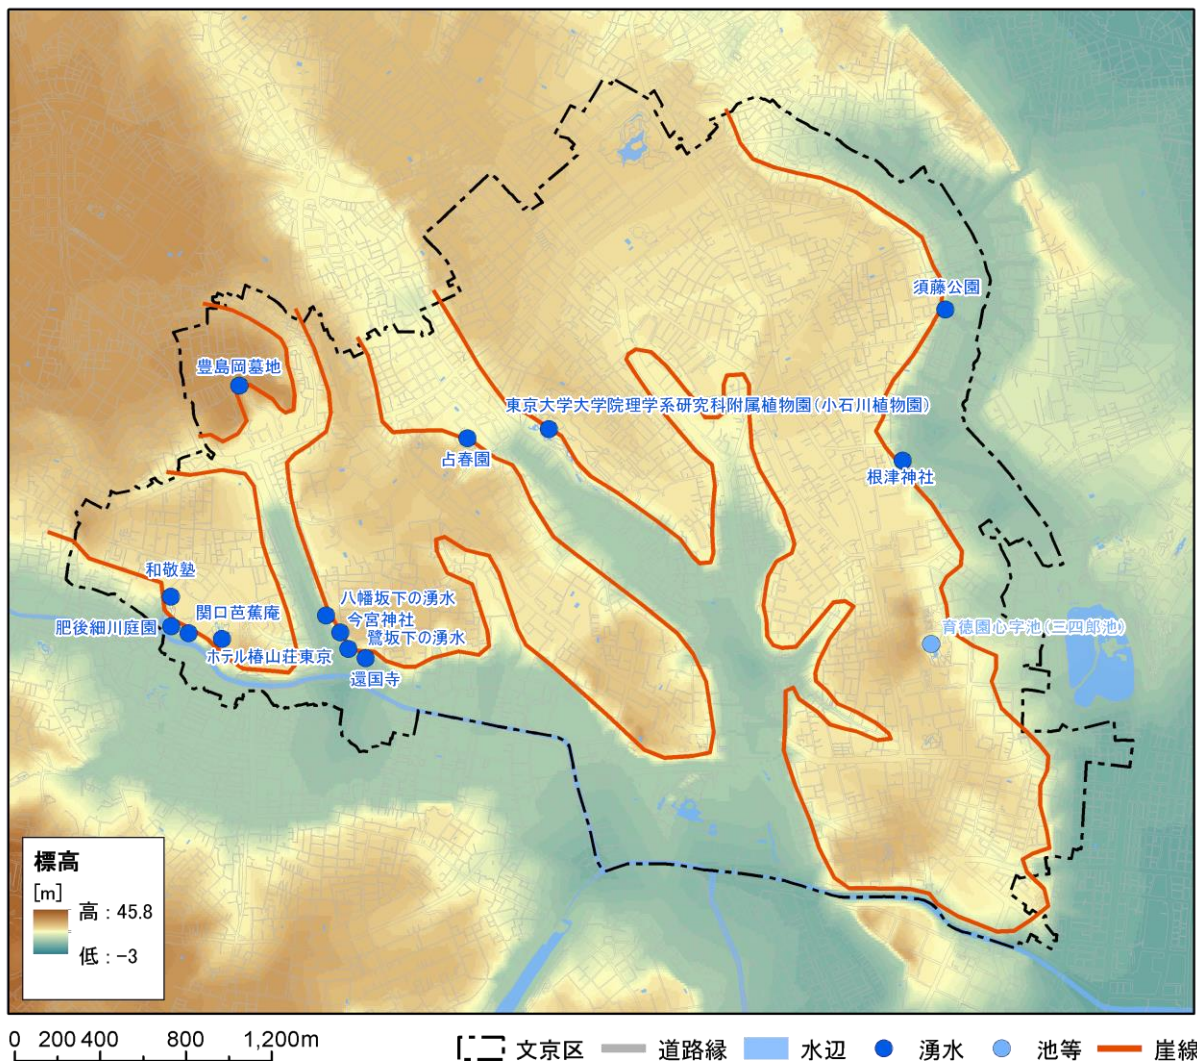 須藤公園
豊島岡墓地
東京大学大学院理学系研究科附属植物園(小石川植物園)
占春園
根津神社
和敬塾
八幡坂下の湧水
関口芭蕉庵
今宮神社
肥後細川庭園
鷺坂下の湧水
ホテル椿山荘東京
還国寺
育徳園心字池(三四郎池)
標高
[m]
高 : 45.8
低 : -3
0 200 400 800 1,200m
文京区 道路縁 水辺 湧水 池等 崖線